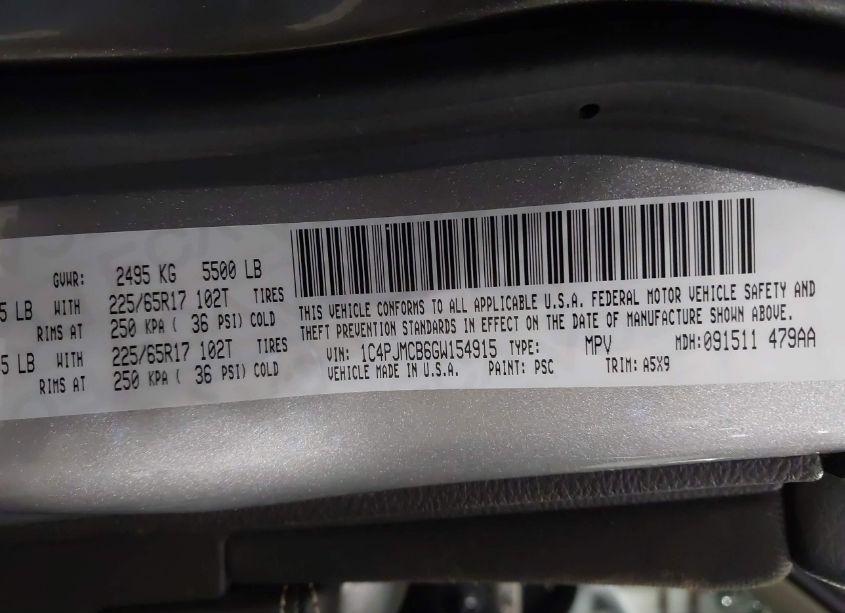 GVWR: 2495 KG 5500 LB
5 LB WITH 225/65R17 102T TIRES
RIMS AT 250 KPA ( 36 PSI) COLD
5 LB WITH 225/65R17 102T TIRES
RIMS AT 250 KPA ( 36 PSI) COLD
THIS VEHICLE CONFORMS TO ALL APPLICABLE U.S.A. FEDERAL MOTOR VEHICLE SAFETY AND
THEFT PREVENTION STANDARDS IN EFFECT ON THE DATE OF MANUFACTURE SHOWN ABOVE.
VIN: 1C4PJMCB6GW154915 TYPE: MPV MDH: 091511 479AA
VEHICLE MADE IN U.S.A. PAINT: PSC TRIM: A5X9